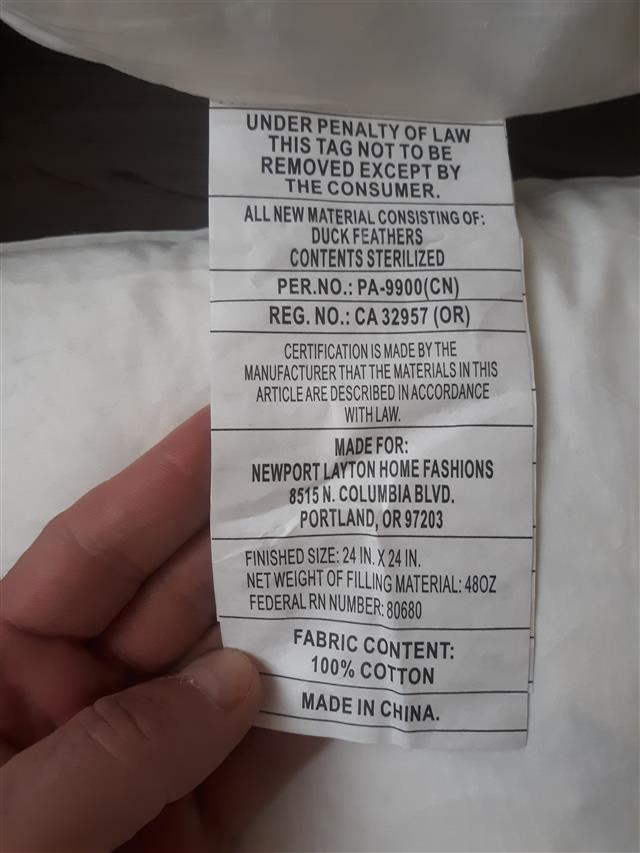 UNDER PENALTY OF LAW
THIS TAG NOT TO BE
REMOVED EXCEPT BY
THE CONSUMER.
ALL NEW MATERIAL CONSISTING OF:
DUCK FEATHERS
CONTENTS STERILIZED
PER.NO.: PA-9900(CN)
REG. NO.: CA 32957 (OR)
CERTIFICATION IS MADE BY THE
MANUFACTURER THAT THE MATERIALS IN THIS
ARTICLE ARE DESCRIBED IN ACCORDANCE
WITH LAW.
MADE FOR:
NEWPORT LAYTON HOME FASHIONS
8515 N. COLUMBIA BLVD.
PORTLAND, OR 97203
FINISHED SIZE: 24 IN. X 24 IN.
NET WEIGHT OF FILLING MATERIAL: 48OZ
FEDERAL RN NUMBER: 80680
FABRIC CONTENT:
100% COTTON
MADE IN CHINA.